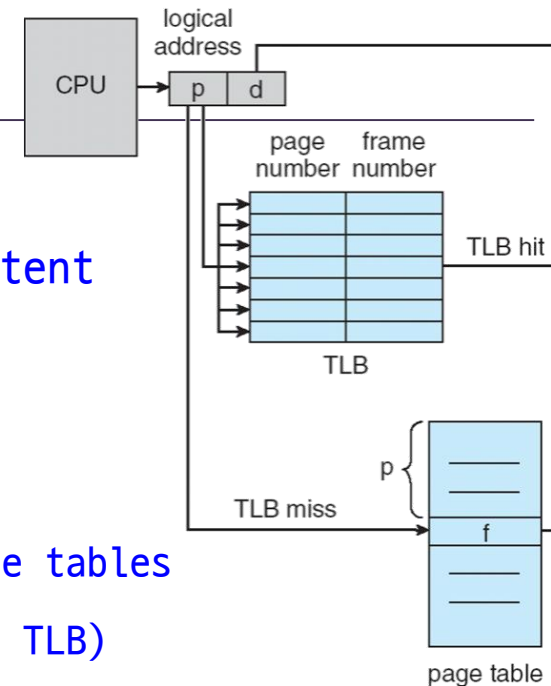 logical
address
CPU
p
d
page
number
frame
number
tent
TLB hit
TLB
p
TLB miss
f
e tables
TLB)
page table